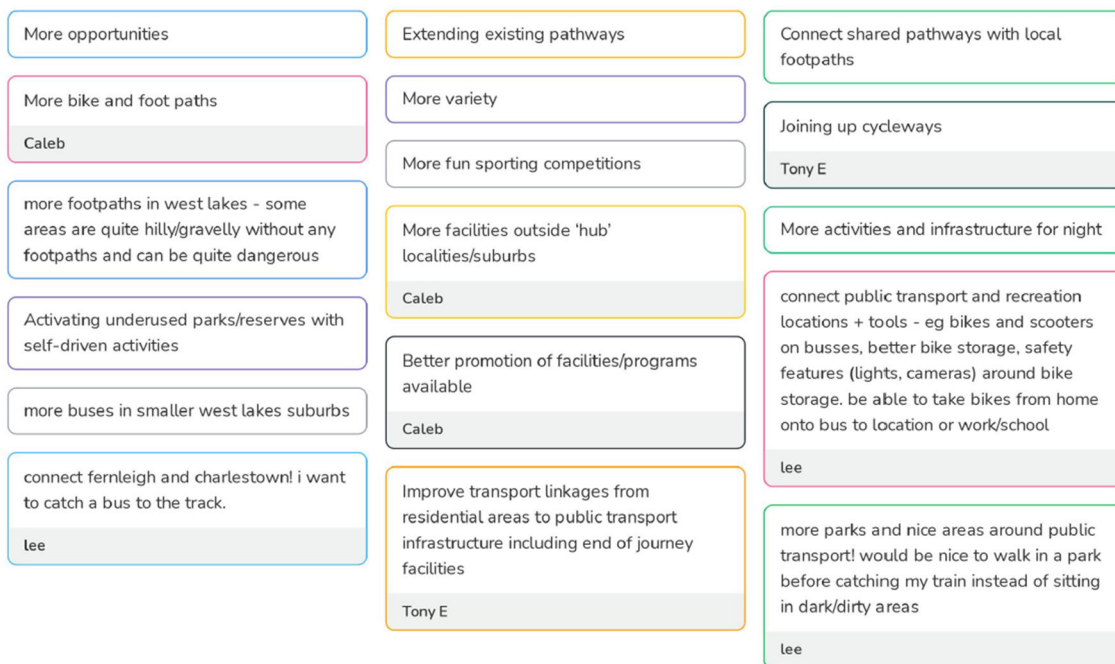 More opportunities
More bike and foot paths
Caleb
more footpaths in west lakes - some
areas are quite hilly/gravelly without any
footpaths and can be quite dangerous
Activating underused parks/reserves with
self-driven activities
more buses in smaller west lakes suburbs
connect fernleigh and charlestown! i want
to catch a bus to the track.
lee
Extending existing pathways
More variety
More fun sporting competitions
More facilities outside ‘hub’
localities/suburbs
Caleb
Better promotion of facilities/programs
available
Caleb
Improve transport linkages from
residential areas to public transport
infrastructure including end of journey
facilities
Tony E
Connect shared pathways with local
footpaths
Joining up cycleways
Tony E
More activities and infrastructure for night
connect public transport and recreation
locations + tools - eg bikes and scooters
on busses, better bike storage, safety
features (lights, cameras) around bike
storage. be able to take bikes from home
onto bus to location or work/school
lee
more parks and nice areas around public
transport! would be nice to walk in a park
before catching my train instead of sitting
in dark/dirty areas
lee